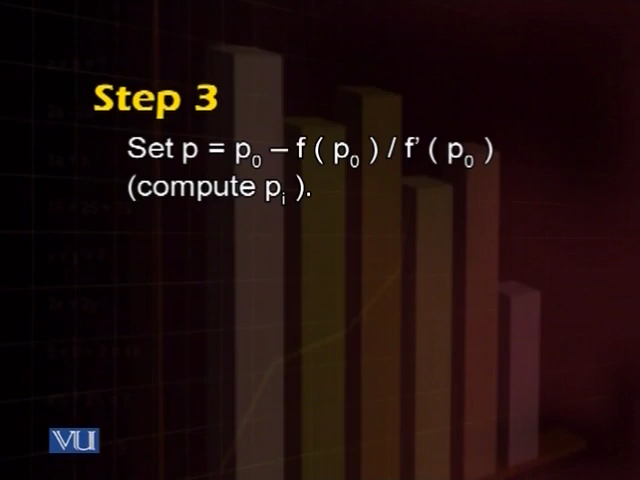 Step 3
Set p = p₀ – f ( p₀ ) / f' ( p₀ )
(compute pᵢ ).
VU